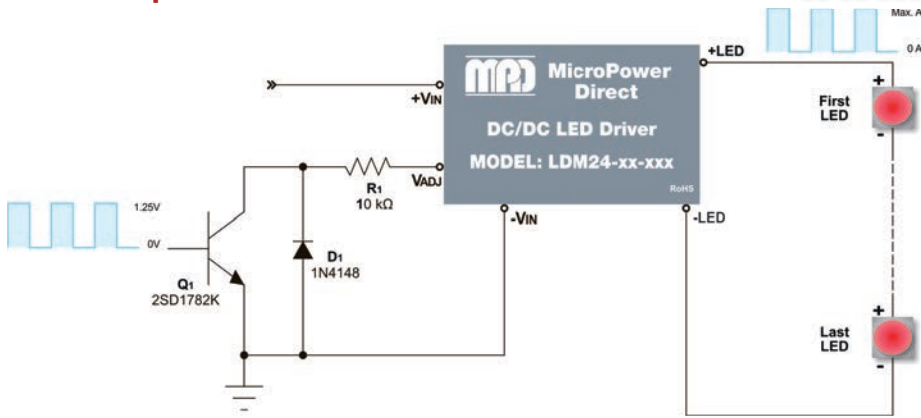 Max. A
0 A
+LED
MPD MicroPower
Direct
+VIN
First
LED
+
-
DC/DC LED Driver
MODEL: LDM24-xx-xxx
VADJ
R1
10 kΩ
RoHS
-VIN
-LED
1.25V
0V
D1
1N4148
Q1
2SD1782K
Last
LED
+
-